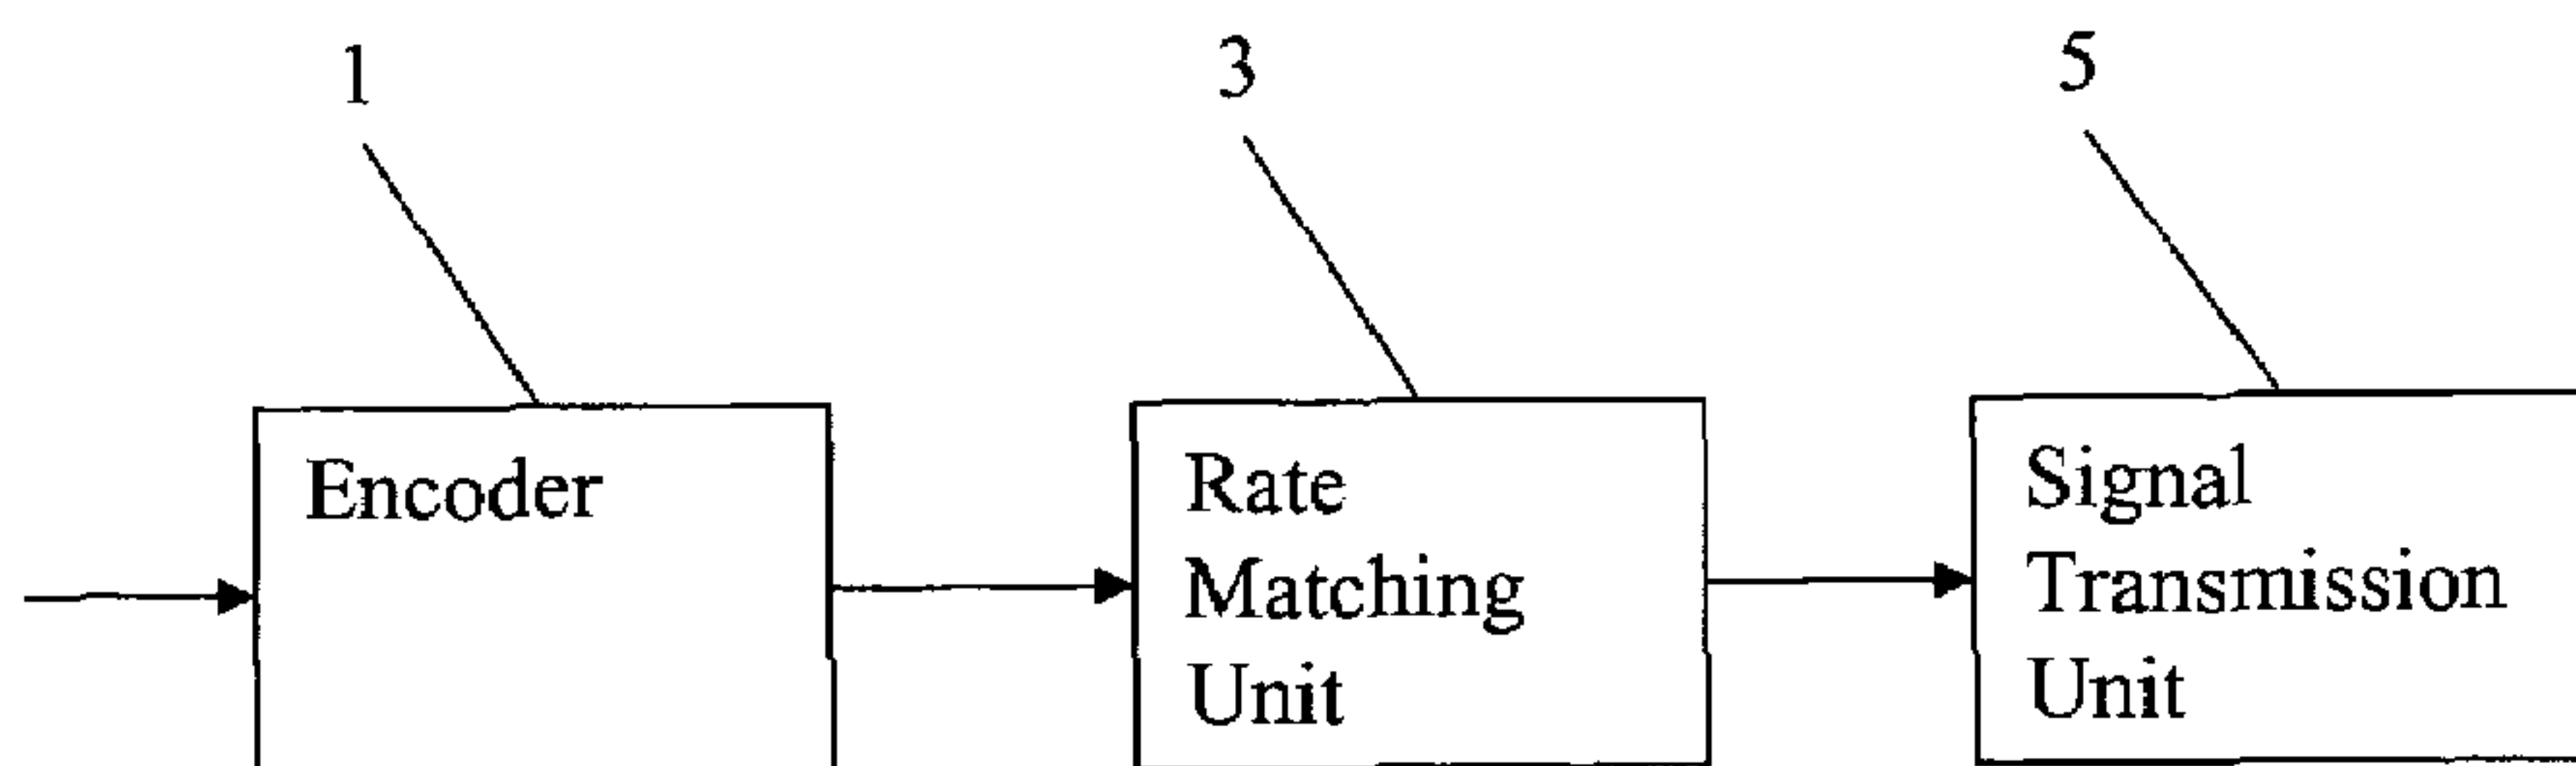 1
3
5
Encoder
Rate
Matching
Unit
Signal
Transmission
Unit